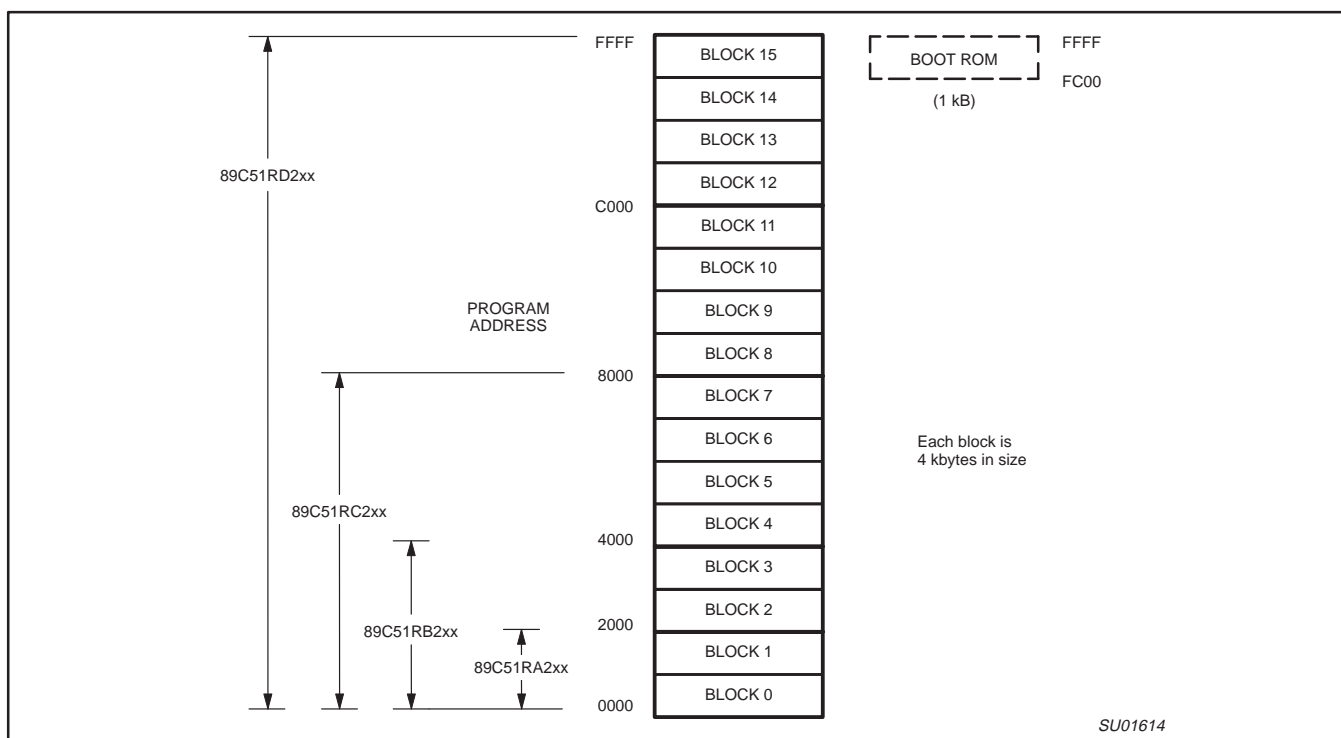 FFFF
BLOCK 15
BOOT ROM
FFFF
FC00
(1 kB)
BLOCK 14
BLOCK 13
89C51RD2xx
BLOCK 12
C000
BLOCK 11
BLOCK 10
PROGRAM
ADDRESS
BLOCK 9
BLOCK 8
8000
BLOCK 7
BLOCK 6
Each block is
4 kbytes in size
BLOCK 5
89C51RC2xx
BLOCK 4
4000
BLOCK 3
BLOCK 2
2000
89C51RB2xx
BLOCK 1
89C51RA2xx
BLOCK 0
0000
SU01614